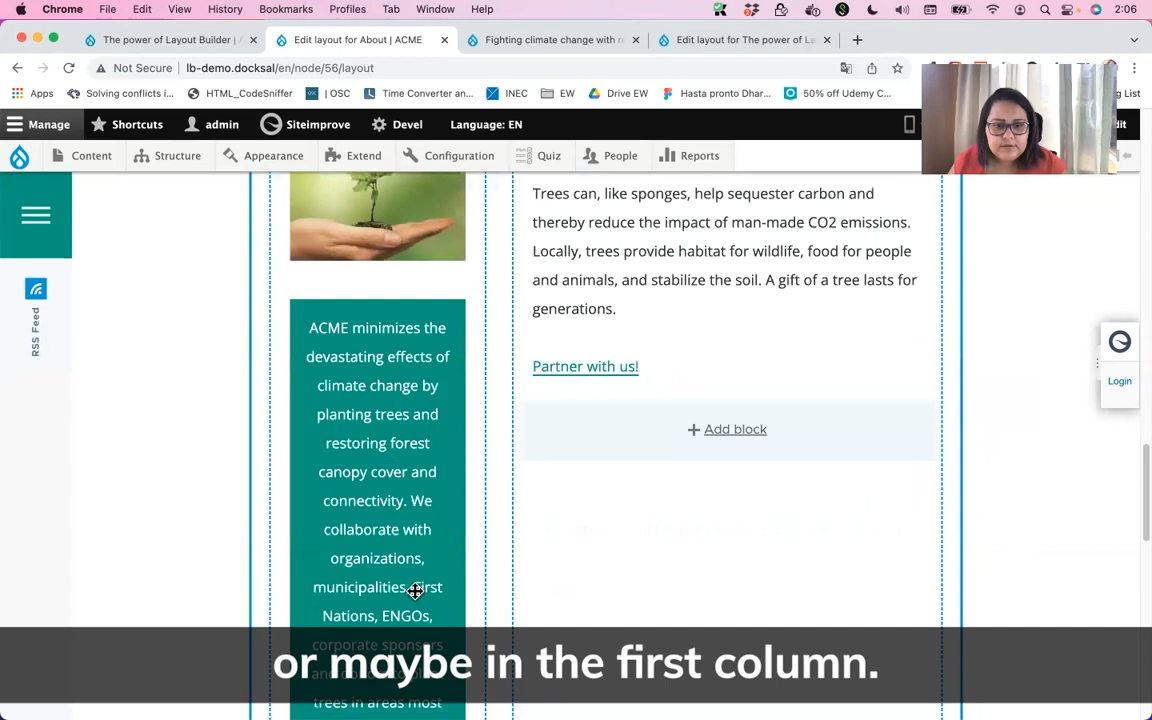 Chrome File Edit View History Bookmarks Profiles Tab Window Help 2:06
The power of Layout Builder | A
Edit layout for About | ACME
Fighting climate change with r
Edit layout for The power of La
Not Secure lb-demo.docksal/en/node/56/layout
Apps Solving conflicts i... HTML_CodeSniffer | OSC Time Converter an... INEC EW Drive EW Hasta pronto Dhar... 50% off Udemy C... g List
Manage Shortcuts admin Siteimprove Devel Language: EN
Content Structure Appearance Extend Configuration Quiz People Reports
RSS Feed
ACME minimizes the
devastating effects of
climate change by
planting trees and
restoring forest
canopy cover and
connectivity. We
collaborate with
organizations,
municipalities, First
Nations, ENGOs,
corporate sponsors
trees in areas most
Trees can, like sponges, help sequester carbon and
thereby reduce the impact of man-made CO2 emissions.
Locally, trees provide habitat for wildlife, food for people
and animals, and stabilize the soil. A gift of a tree lasts for
generations.
Partner with us!
+ Add block
Login
or maybe in the first column.